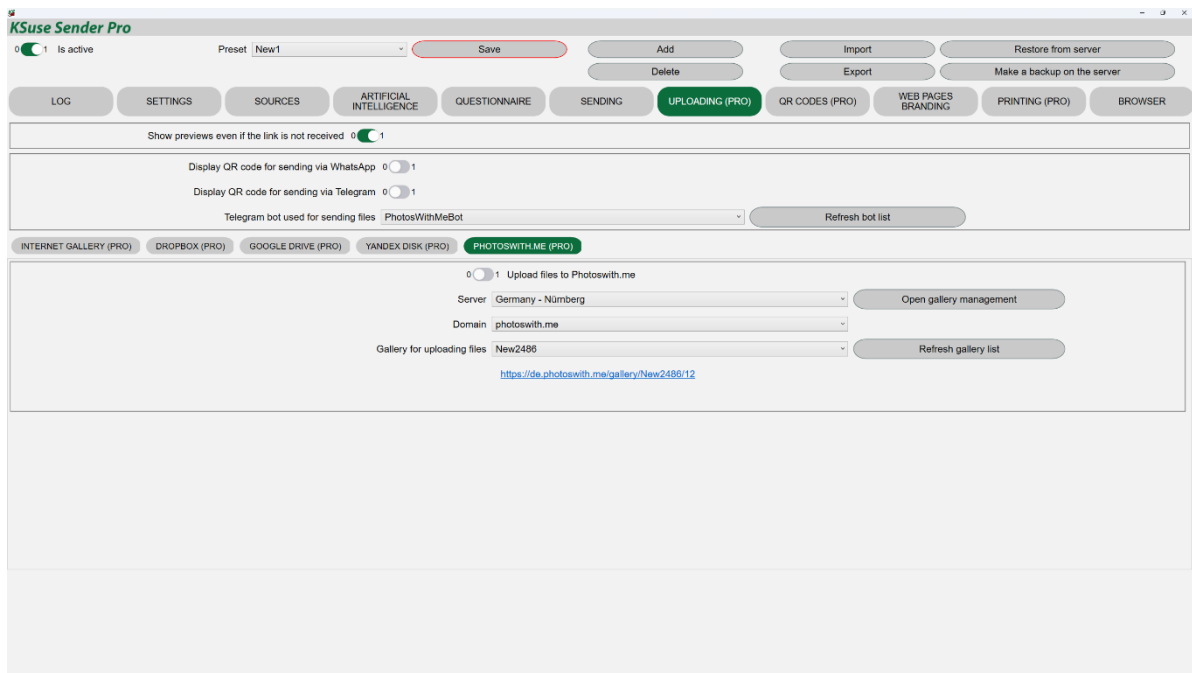 KSuse Sender Pro
0 1 Is active Preset New1 Save Add Import Restore from server
Delete Export Make a backup on the server
LOG SETTINGS SOURCES ARTIFICIAL INTELLIGENCE QUESTIONNAIRE SENDING UPLOADING (PRO) QR CODES (PRO) WEB PAGES BRANDING PRINTING (PRO) BROWSER
Show previews even if the link is not received 0 1
Display QR code for sending via WhatsApp 0 1
Display QR code for sending via Telegram 0 1
Telegram bot used for sending files PhotosWithMeBot Refresh bot list
INTERNET GALLERY (PRO) DROPBOX (PRO) GOOGLE DRIVE (PRO) YANDEX DISK (PRO) PHOTOSWITH.ME (PRO)
0 1 Upload files to Photoswith.me
Server Germany - Nürnberg Open gallery management
Domain photoswith.me
Gallery for uploading files New2486 Refresh gallery list
https://de.photoswith.me/gallery/New2486/12